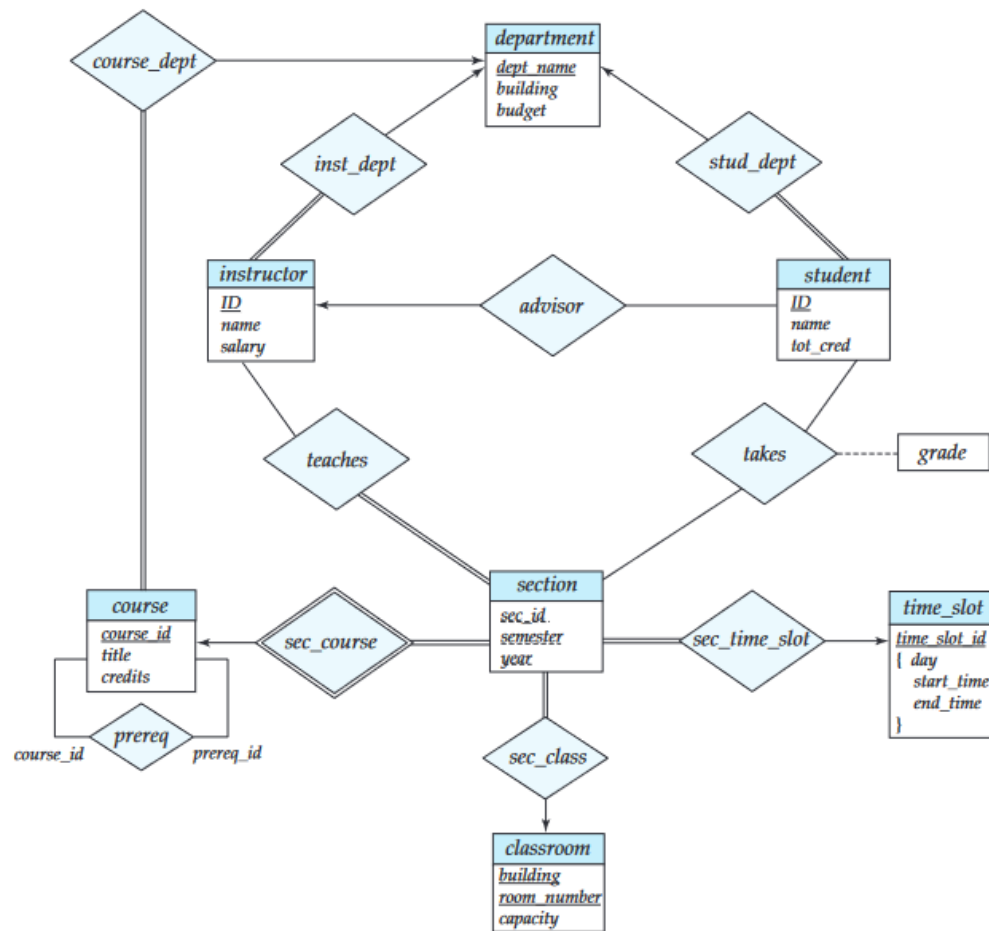 department
course_dept
dept_name
building
budget
inst_dept
stud_dept
instructor
ID
name
salary
advisor
student
ID
name
tot_cred
teaches
takes
grade
course
course_id
title
credits
sec_course
section
sec_id
semester
year
sec_time_slot
time_slot
time_slot_id
{ day
start_time
end_time
}
prereq
course_id
prereq_id
sec_class
classroom
building
room_number
capacity